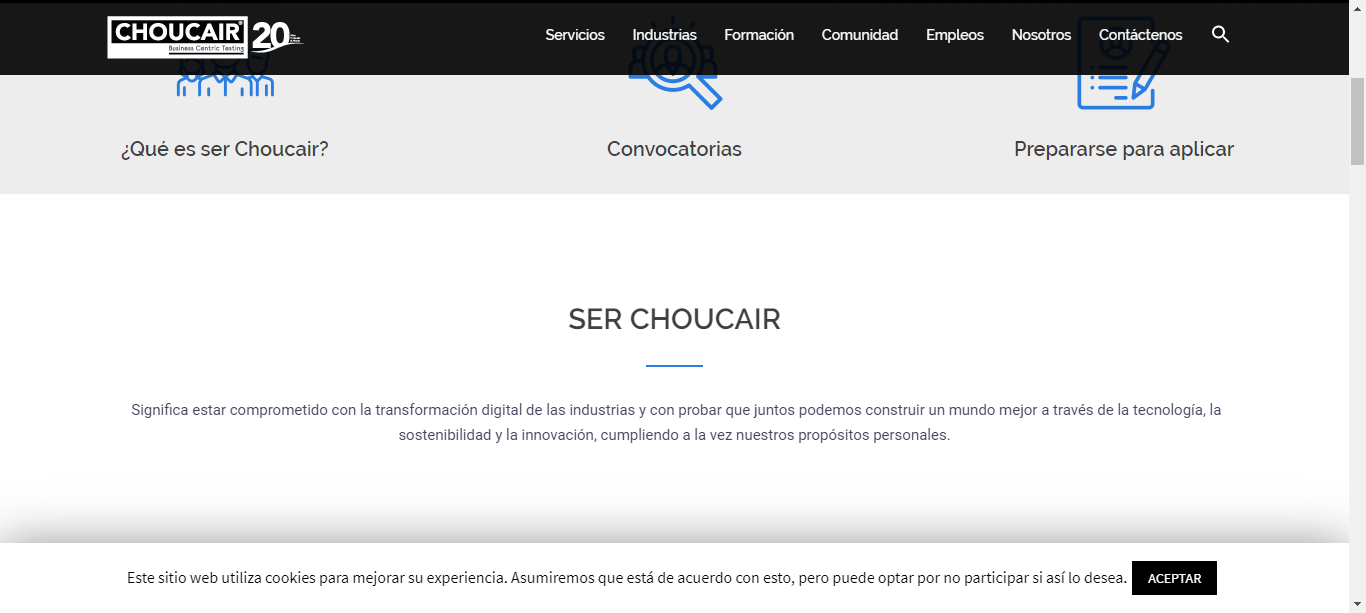 CHOUCAIR
Business Centric Testing
20
Servicios Industrias Formación Comunidad Empleos Nosotros Contáctenos
¿Qué es ser Choucair? Convocatorias Prepararse para aplicar
SER CHOUCAIR
Significa estar comprometido con la transformación digital de las industrias y con probar que juntos podemos construir un mundo mejor a través de la tecnología, la
sostenibilidad y la innovación, cumpliendo a la vez nuestros propósitos personales.
Este sitio web utiliza cookies para mejorar su experiencia. Asumiremos que está de acuerdo con esto, pero puede optar por no participar si así lo desea. ACEPTAR